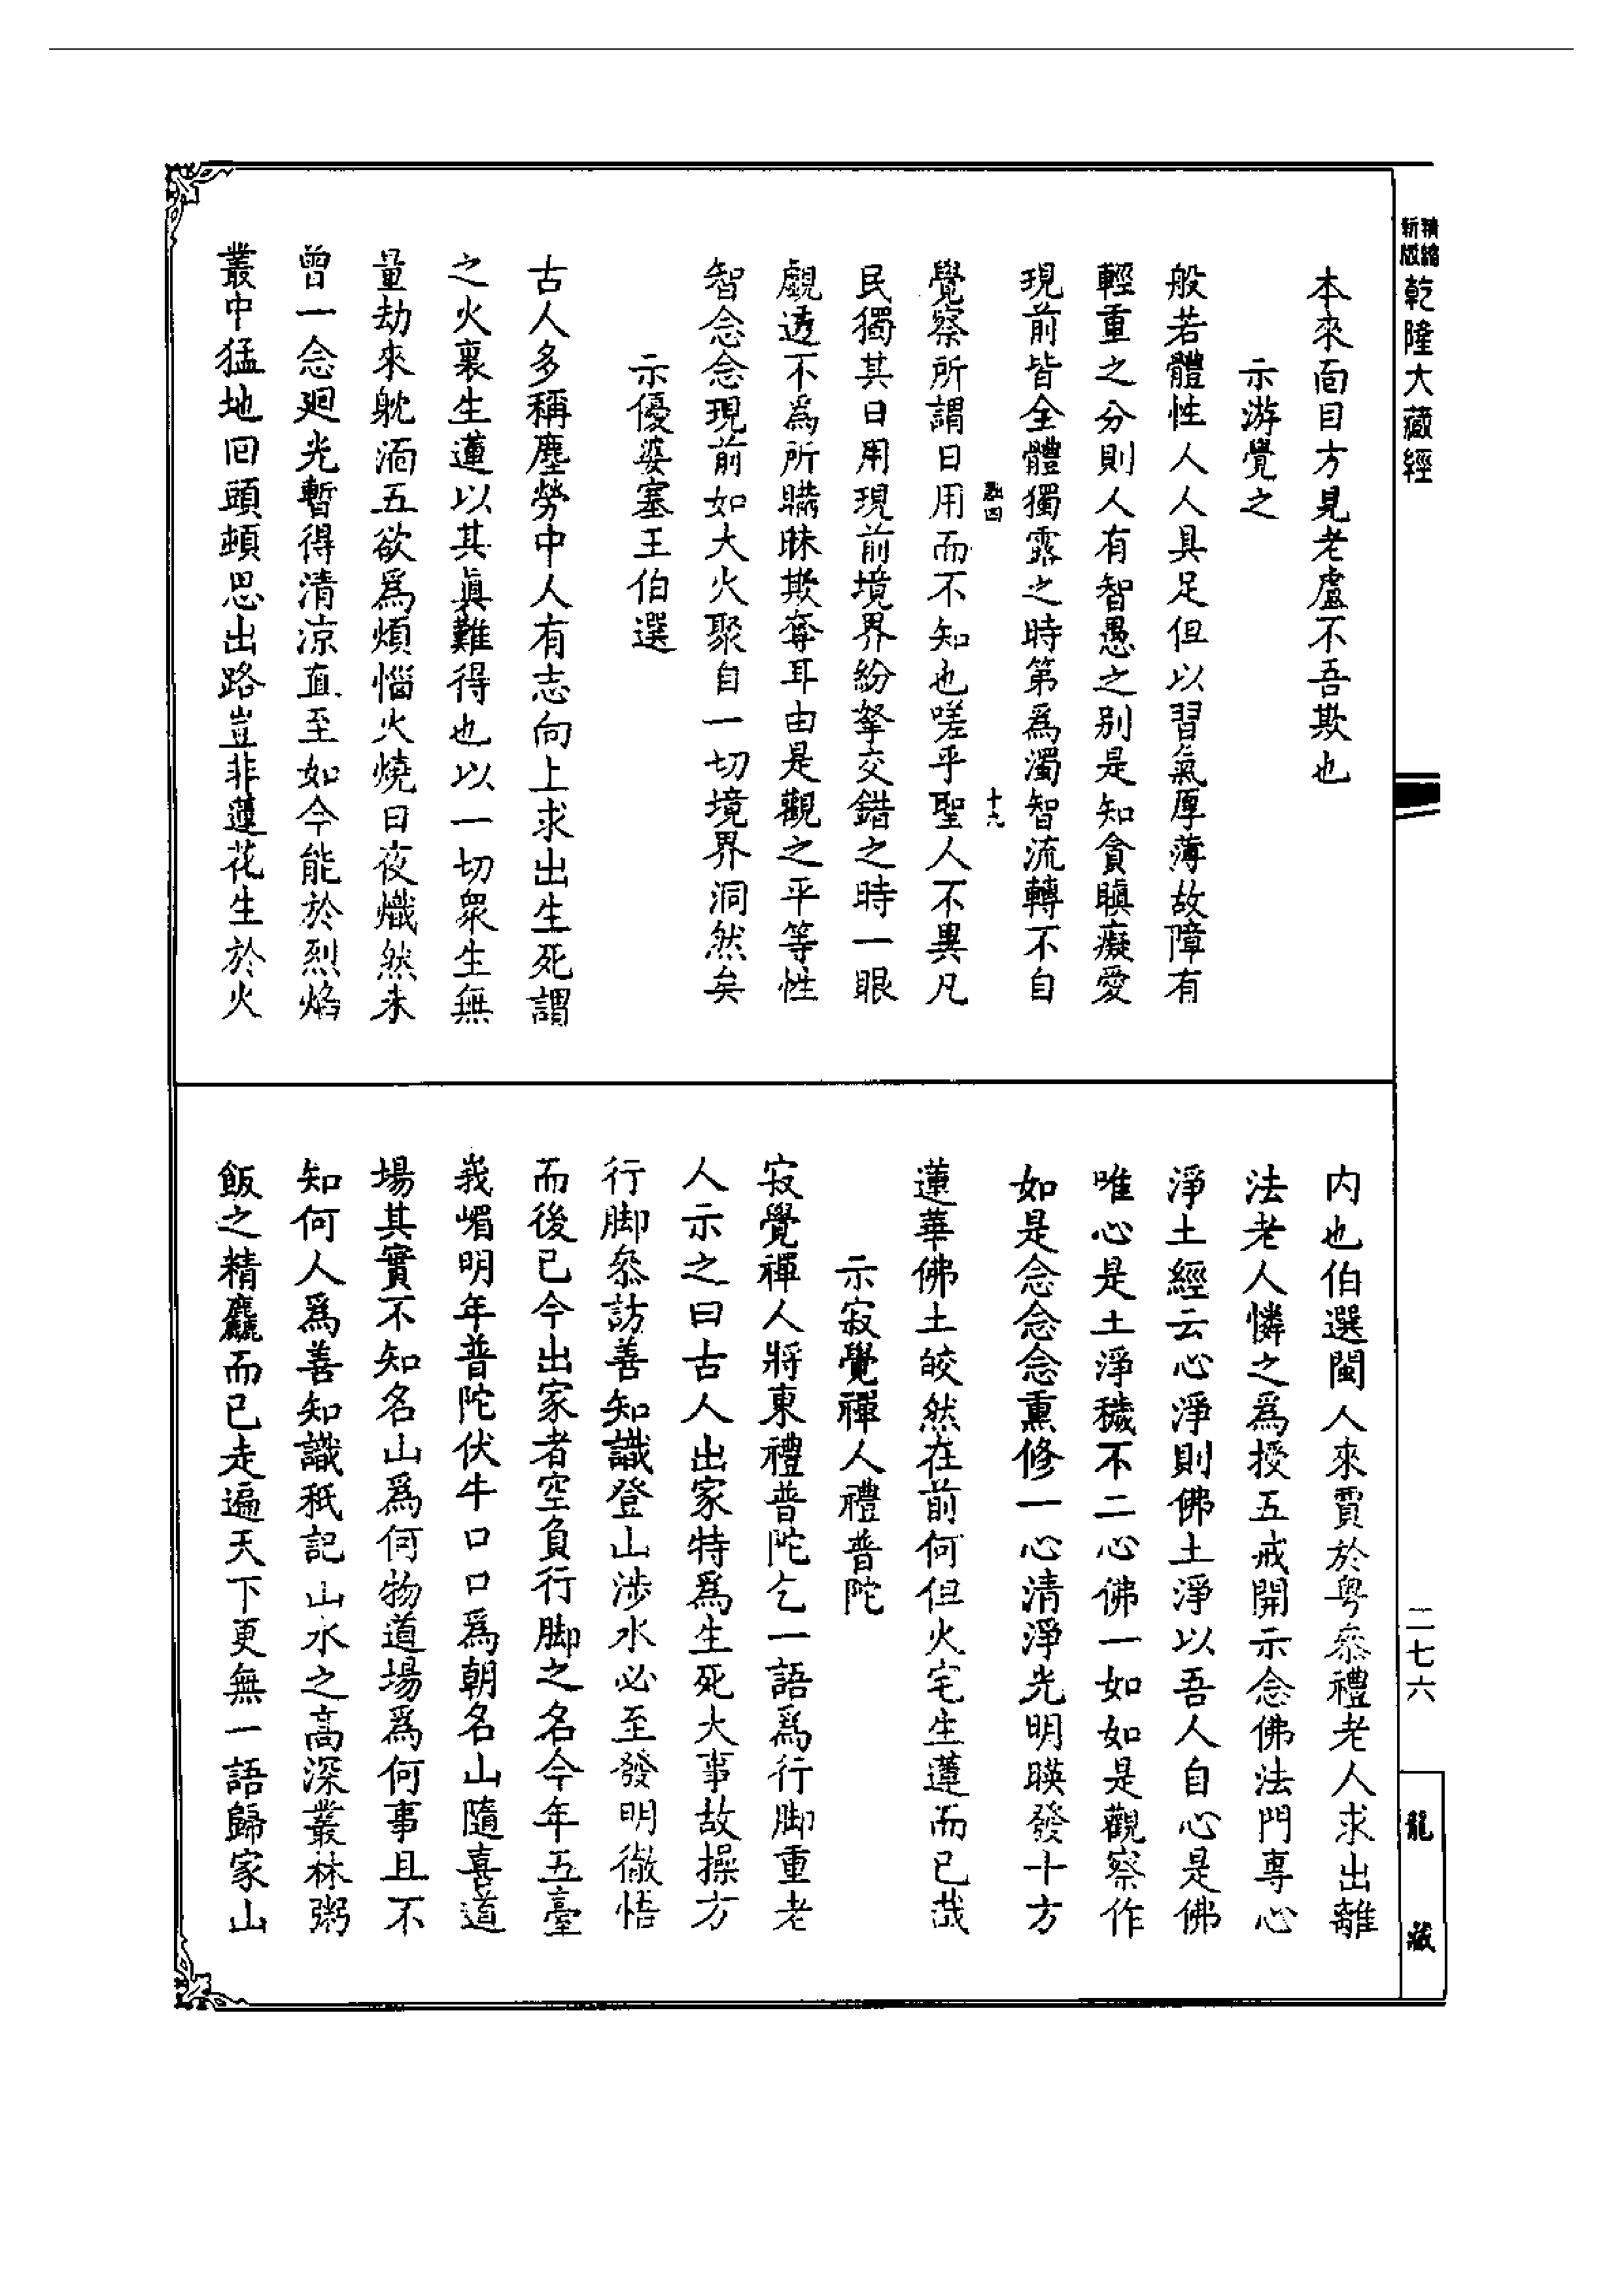 新版精縮乾隆大藏經
本來面目方見老盧不吾欺也
示游覺之
般若體性人人具足但以習氣厚薄故障有
輕重之分則人有智愚之别是知貪瞋癡愛
現前皆全體獨露之時第爲濁智流轉不自
十六
覺察所謂日用而不知也嗟乎聖人不異凡
民獨其日用現前境界紛拏交錯之時一眼
覷透不爲所瞞昧欺奪耳由是觀之平等性
智念念現前如大火聚自一切境界洞然矣
示優婆塞王伯選
古人多稱塵勞中人有志向上求出生死謂
之火裏生蓮以其眞難得也以一切衆生無
量劫來躭湎五欲爲煩惱火燒日夜熾然未
曾一念廻光暫得清凉直至如今能於烈焰
叢中猛地回頭頓思出路豈非蓮花生於火
内也伯選閩人來賈於粤叅禮老人求出離
法老人憐之爲授五戒開示念佛法門專心
淨土經云心淨則佛土淨以吾人自心是佛
唯心是土淨穢不二心佛一如如是觀察作
如是念念念熏修一心清淨光明暎發十方
蓮華佛土皎然在前何但火宅生蓮而已哉
示寂覺禪人禮普陀
寂覺禪人將東禮普陀乞一語爲行脚重老
人示之曰古人出家特爲生死大事故操方
行脚叅訪善知識登山涉水必至發明徹悟
而後已今出家者空負行脚之名今年五臺
峩嵋明年普陀伏牛口口爲朝名山隨喜道
場其實不知名山爲何物道場爲何事且不
知何人爲善知識秖記山水之高深叢林粥
飯之精麤而已走遍天下更無一語歸家山
二七六
龍藏